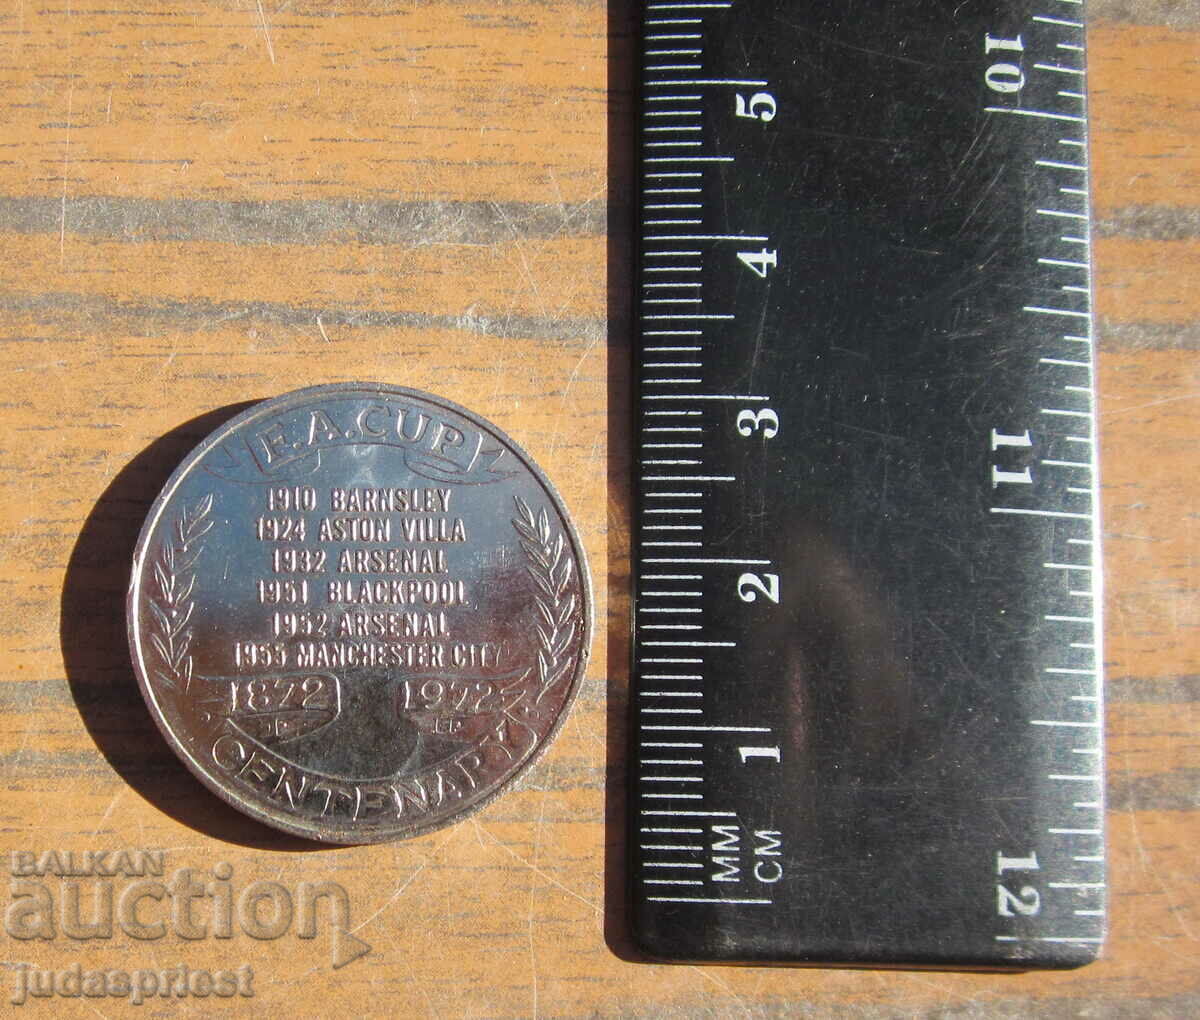 F.A.CUP
1910 BARNSLEY
1924 ASTON VILLA
1932 ARSENAL
1951 BLACKPOOL
1952 ARSENAL
1955 MANCHESTER CITY
1872 1972
CENTENARY
5
4
3
2
1
MM
CM
10
11
12
BALKAN
auction
judaspriest